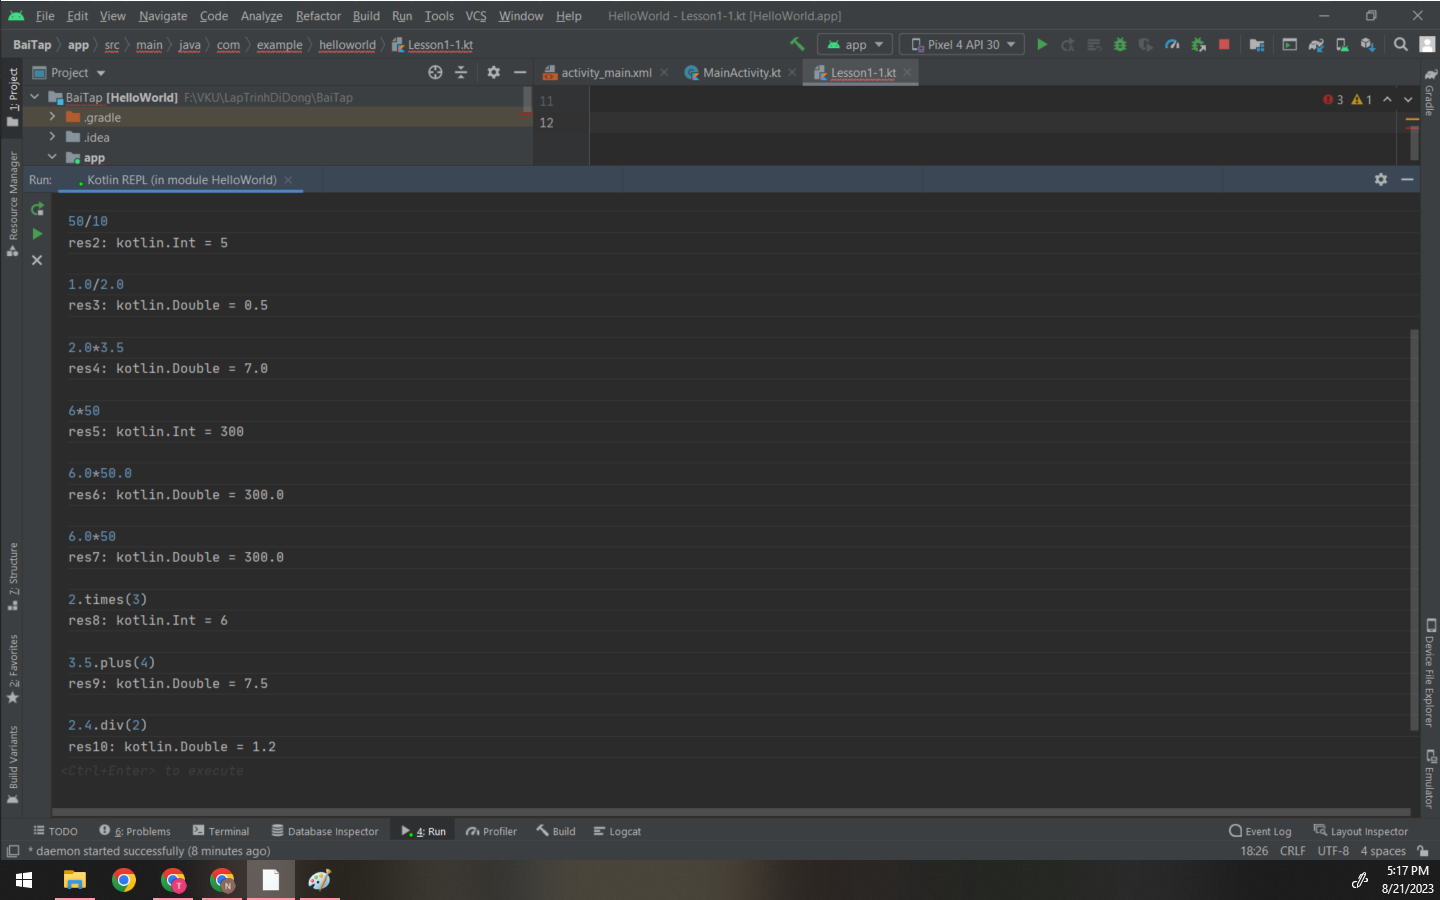 File Edit View Navigate Code Analyze Refactor Build Run Tools VCS Window Help HelloWorld - Lesson1-1.kt [HelloWorld.app]
BaiTap app src main java com example helloworld Lesson1-1.kt app Pixel 4 API 30
Project activity_main.xml MainActivity.kt Lesson1-1.kt
BaiTap [HelloWorld] F:\VKU\LapTrinhDiDong\BaiTap 11 3 1
.gradle 12
.idea
app
1: Project
Resource Manager
7: Structure
2: Favorites
Build Variants
Gradle
Device File Explorer
Emulator
Run: Kotlin REPL (in module HelloWorld)
50/10
res2: kotlin.Int = 5
1.0/2.0
res3: kotlin.Double = 0.5
2.0*3.5
res4: kotlin.Double = 7.0
6*50
res5: kotlin.Int = 300
6.0*50.0
res6: kotlin.Double = 300.0
6.0*50
res7: kotlin.Double = 300.0
2.times(3)
res8: kotlin.Int = 6
3.5.plus(4)
res9: kotlin.Double = 7.5
2.4.div(2)
res10: kotlin.Double = 1.2
<Ctrl+Enter> to execute
TODO 6: Problems Terminal Database Inspector 4: Run Profiler Build Logcat Event Log Layout Inspector
* daemon started successfully (8 minutes ago) 18:26 CRLF UTF-8 4 spaces
T N 5:17 PM
8/21/2023